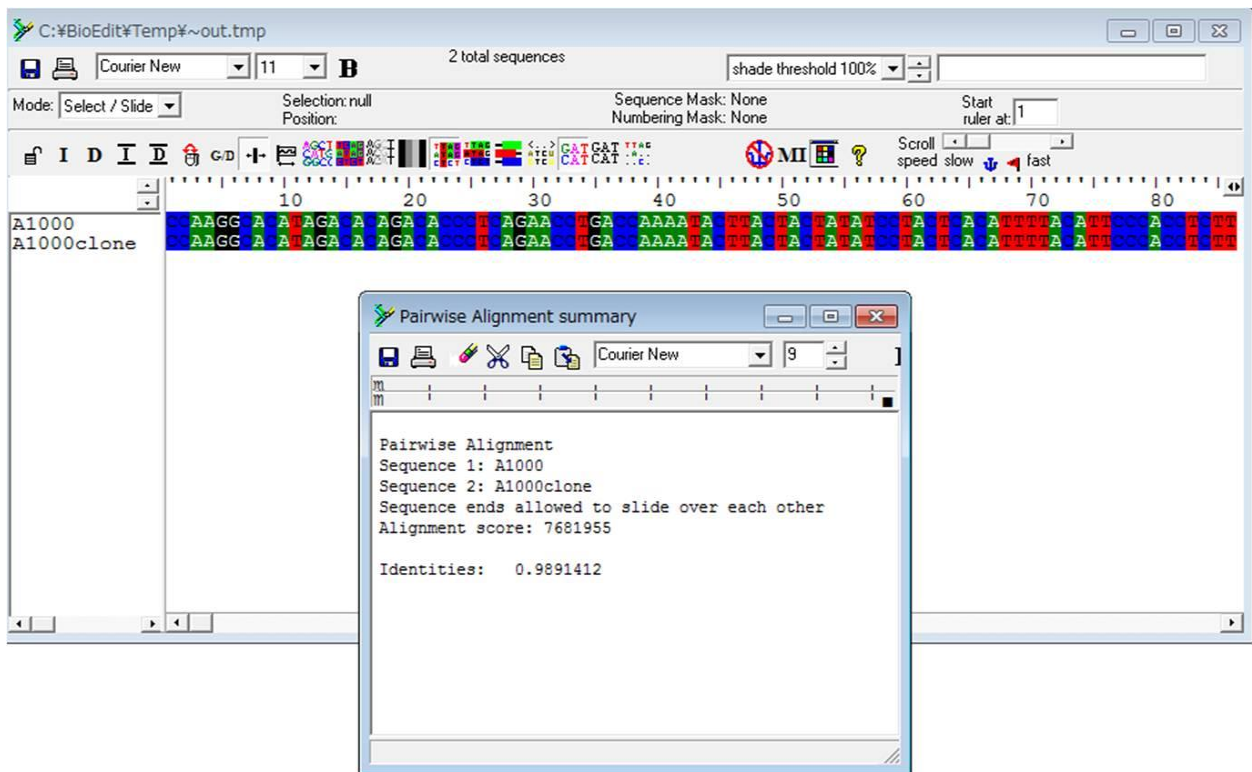 C:¥BioEdit¥Temp¥~out.tmp
Courier New 11 B 2 total sequences shade threshold 100%
Mode: Select / Slide Selection: null Sequence Mask: None Start
Position: Numbering Mask: None ruler at: 1
I D I D G/D MI ? Scroll
speed slow fast
10 20 30 40 50 60 70 80
A1000 CCAAGGCACATAGACACAGACACCCTCAGAACCTGACCAAAATACTTACTACTATATCCTACTCACATTTTACATTCCCACCTCTT
A1000clone CCAAGGCACATAGACACAGACACCCTCAGAACCTGACCAAAATACTTACTACTATATCCTACTCACATTTTACATTCCCACCTCTT
Pairwise Alignment summary
Courier New 9
Pairwise Alignment
Sequence 1: A1000
Sequence 2: A1000clone
Sequence ends allowed to slide over each other
Alignment score: 7681955
Identities: 0.9891412